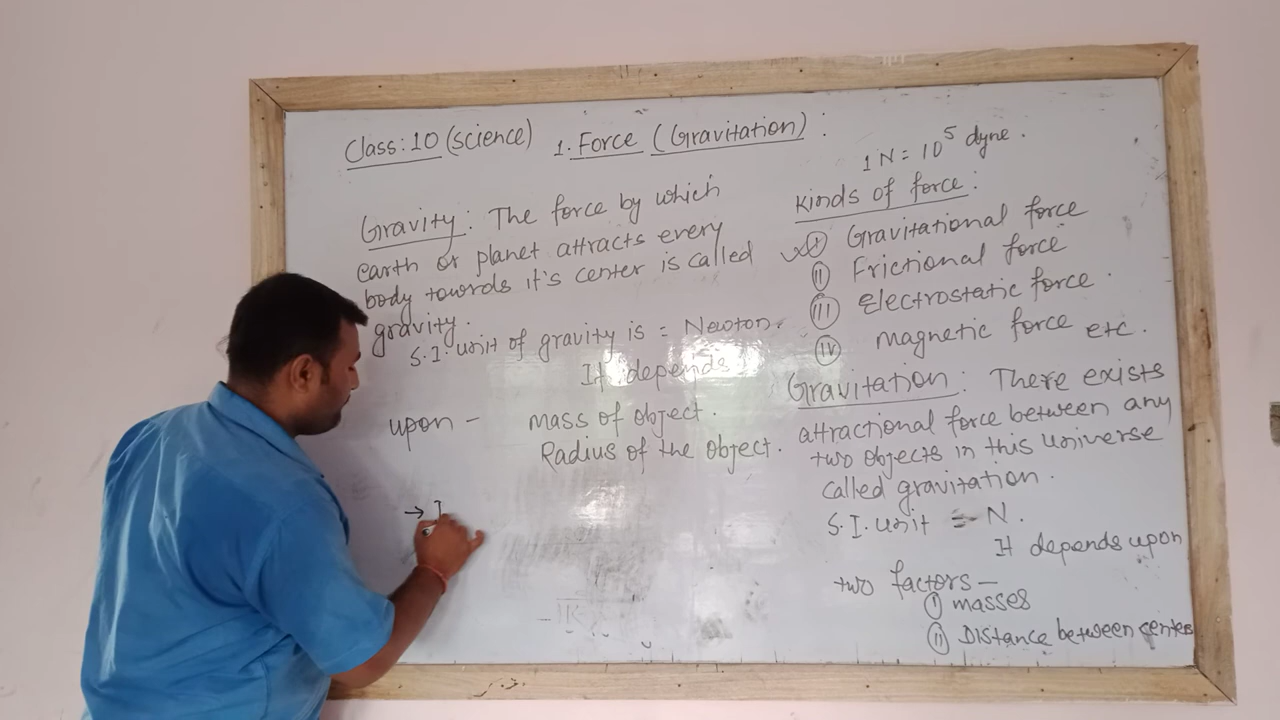 Class:10 (science) 1. Force (Gravitation) :
Gravity : The force by which
earth or planet attracts every
body towards it's center is called
gravity.
S.I. unit of gravity is = Newton.
It depends
upon - mass of object.
Radius of the object.
→ I
1 N = 10⁵ dyne.
Kinds of force :
(I) Gravitational force
(II) Frictional force
(III) Electrostatic force
(IV) magnetic force etc.
Gravitation : There exists
attractional force between any
two objects in this universe
called gravitation.
S.I. unit = N.
It depends upon
two factors —
(I) masses
(II) Distance between centers